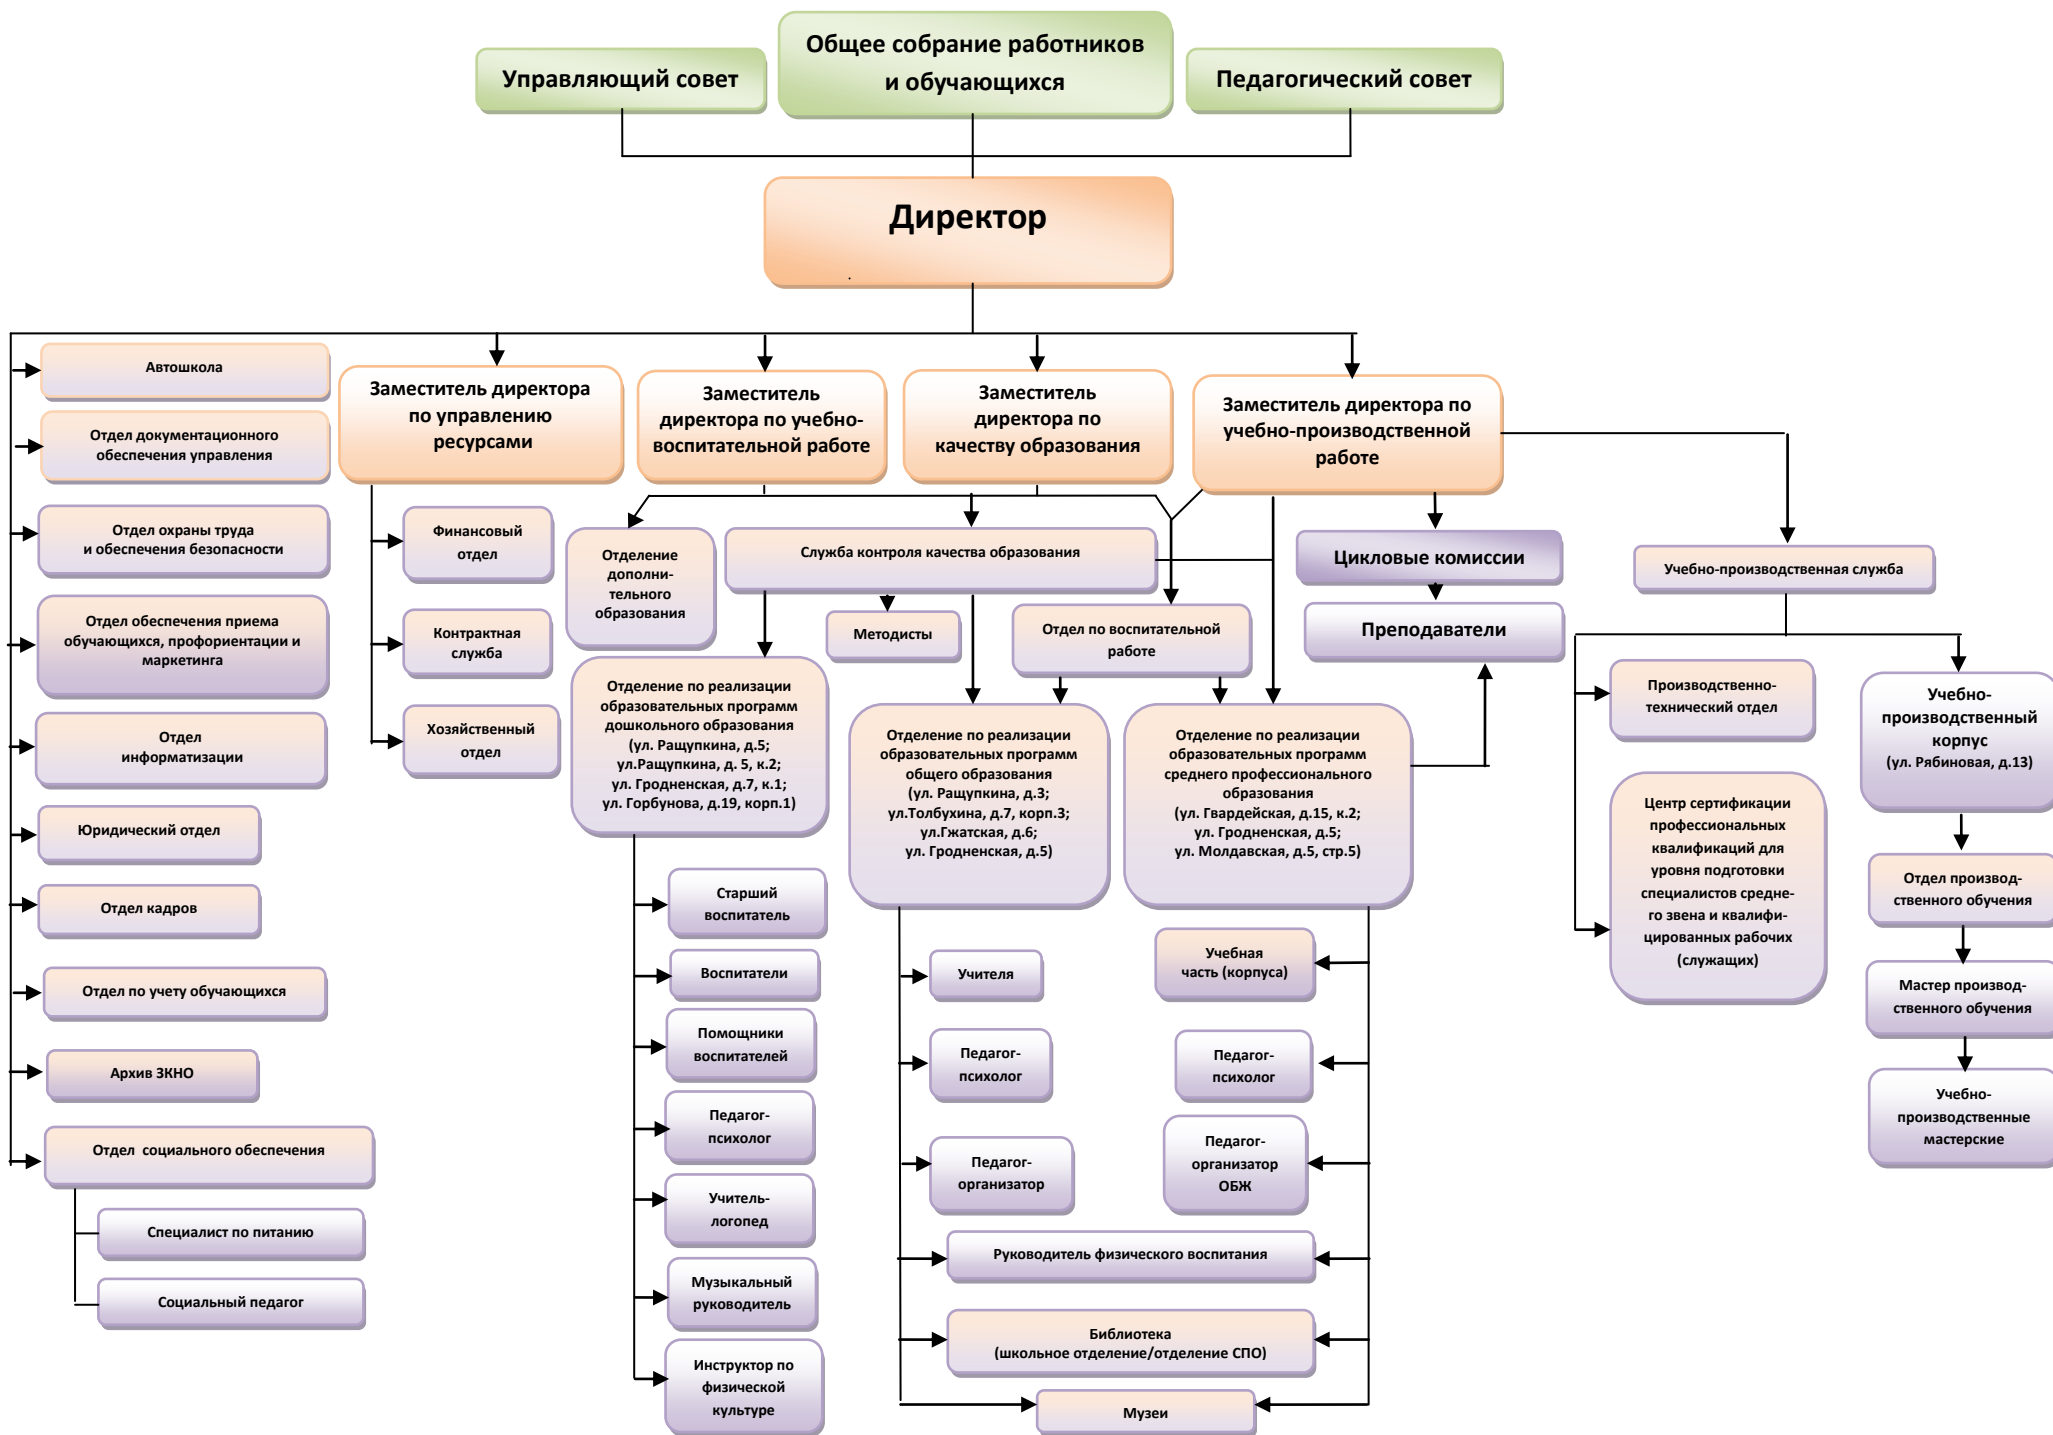 Управляющий совет
Общее собрание работников
и обучающихся
Педагогический совет
Директор
.
Автошкола
Отдел документационного
обеспечения управления
Отдел охраны труда
и обеспечения безопасности
Отдел обеспечения приема
обучающихся, профориентации и
маркетинга
Отдел
информатизации
Юридический отдел
Отдел кадров
Отдел по учету обучающихся
Архив ЗКНО
Отдел социального обеспечения
Специалист по питанию
Социальный педагог
Заместитель директора
по управлению
ресурсами
Финансовый
отдел
Контрактная
служба
Хозяйственный
отдел
Заместитель
директора по учебно-
воспитательной работе
Заместитель
директора по
качеству образования
Заместитель директора по
учебно-производственной
работе
Отделение
дополни-
тельного
образования
Служба контроля качества образования
Методисты
Отдел по воспитательной
работе
Цикловые комиссии
Преподаватели
Учебно-производственная служба
Отделение по реализации
образовательных программ
дошкольного образования
(ул. Ращупкина, д.5;
ул.Ращупкина, д. 5, к.2;
ул. Гродненская, д.7, к.1;
ул. Горбунова, д.19, корп.1)
Старший
воспитатель
Воспитатели
Помощники
воспитателей
Педагог-
психолог
Учитель-
логопед
Музыкальный
руководитель
Инструктор по
физической
культуре
Отделение по реализации
образовательных программ
общего образования
(ул. Ращупкина, д.3;
ул.Толбухина, д.7, корп.3;
ул.Гжатская, д.6;
ул. Гродненская, д.5)
Учителя
Педагог-
психолог
Педагог-
организатор
Отделение по реализации
образовательных программ
среднего профессионального
образования
(ул. Гвардейская, д.15, к.2;
ул. Гродненская, д.5;
ул. Молдавская, д.5, стр.5)
Учебная
часть (корпуса)
Педагог-
психолог
Педагог-
организатор
ОБЖ
Руководитель физического воспитания
Библиотека
(школьное отделение/отделение СПО)
Музеи
Производственно-
технический отдел
Центр сертификации
профессиональных
квалификаций для
уровня подготовки
специалистов средне-
го звена и квалифи-
цированных рабочих
(служащих)
Учебно-
производственный
корпус
(ул. Рябиновая, д.13)
Отдел производ-
ственного обучения
Мастер производ-
ственного обучения
Учебно-
производственные
мастерские